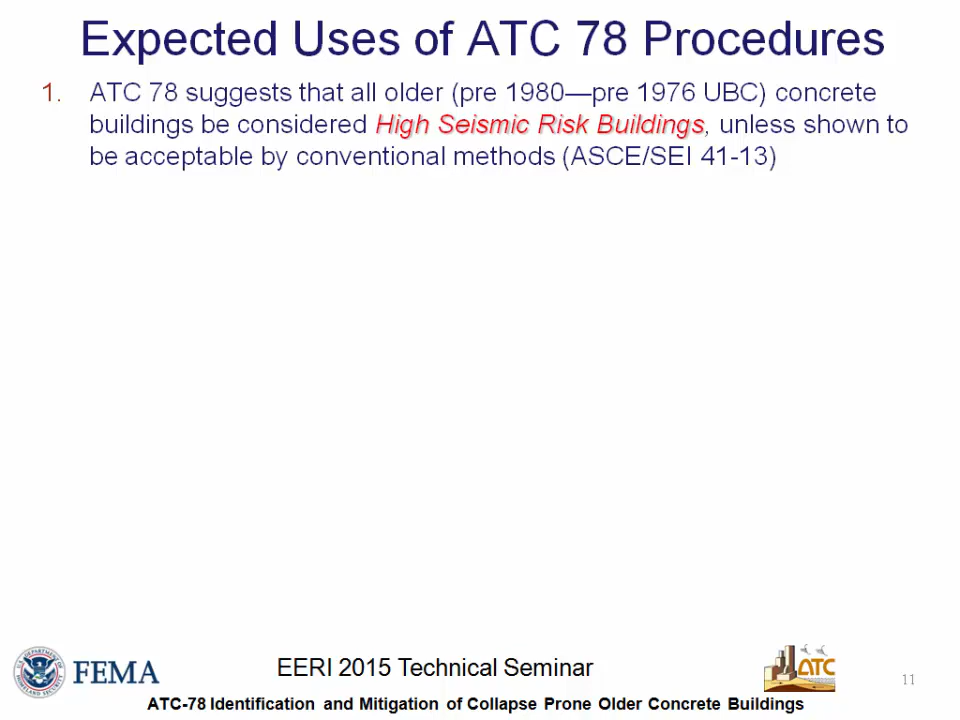 Expected Uses of ATC 78 Procedures
1. ATC 78 suggests that all older (pre 1980—pre 1976 UBC) concrete
buildings be considered High Seismic Risk Buildings, unless shown to
be acceptable by conventional methods (ASCE/SEI 41-13)
FEMA
EERI 2015 Technical Seminar
ATC
11
ATC-78 Identification and Mitigation of Collapse Prone Older Concrete Buildings